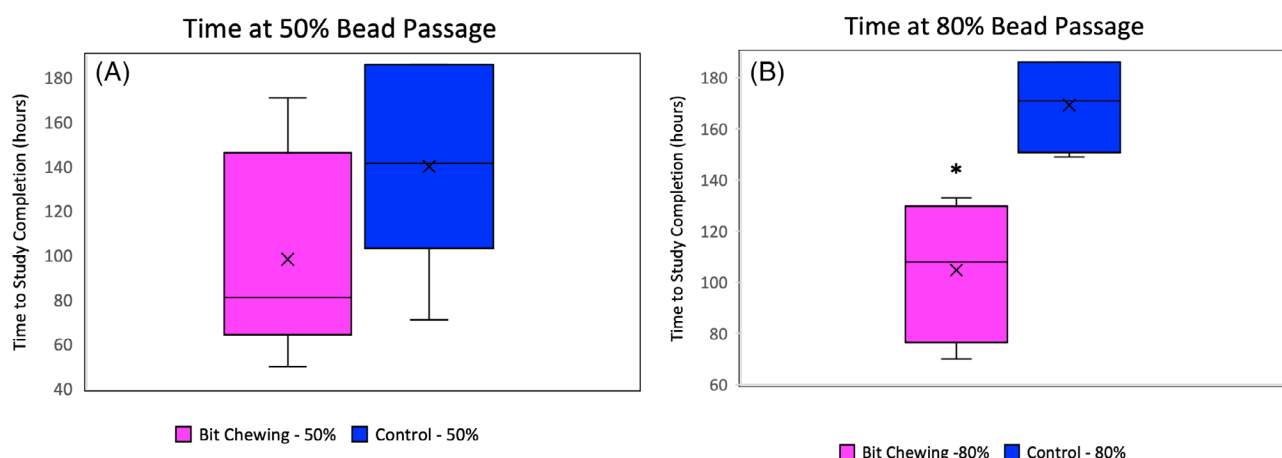 Time at 50% Bead Passage
(A)
Time to Study Completion (hours)
180
160
140
120
100
80
60
40
Bit Chewing - 50% Control - 50%
Time at 80% Bead Passage
(B)
*
Time to Study Completion (hours)
180
160
140
120
100
80
60
Bit Chewing -80% Control - 80%